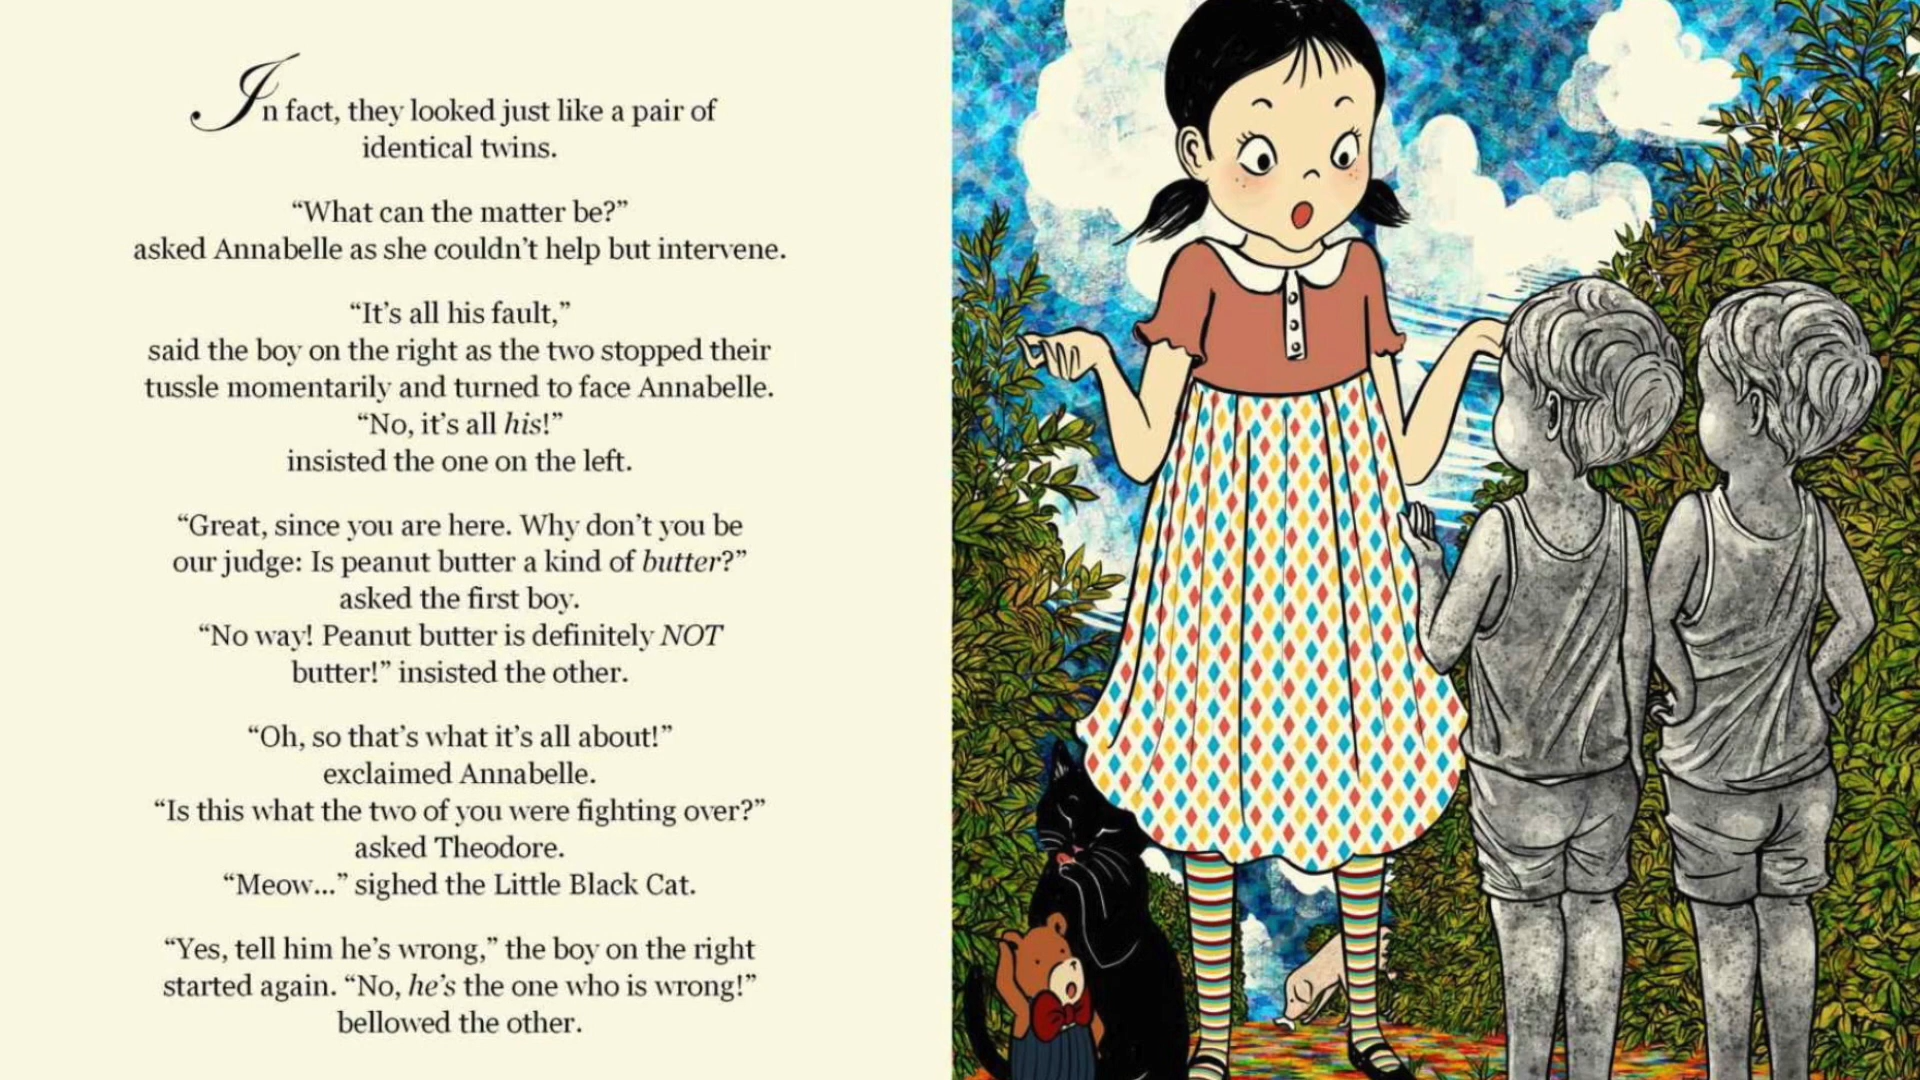 In fact, they looked just like a pair of
identical twins.
“What can the matter be?”
asked Annabelle as she couldn’t help but intervene.
“It’s all his fault,”
said the boy on the right as the two stopped their
tussle momentarily and turned to face Annabelle.
“No, it’s all his!”
insisted the one on the left.
“Great, since you are here. Why don’t you be
our judge: Is peanut butter a kind of butter?”
asked the first boy.
“No way! Peanut butter is definitely NOT
butter!” insisted the other.
“Oh, so that’s what it’s all about!”
exclaimed Annabelle.
“Is this what the two of you were fighting over?”
asked Theodore.
“Meow...” sighed the Little Black Cat.
“Yes, tell him he’s wrong,” the boy on the right
started again. “No, he’s the one who is wrong!”
bellowed the other.